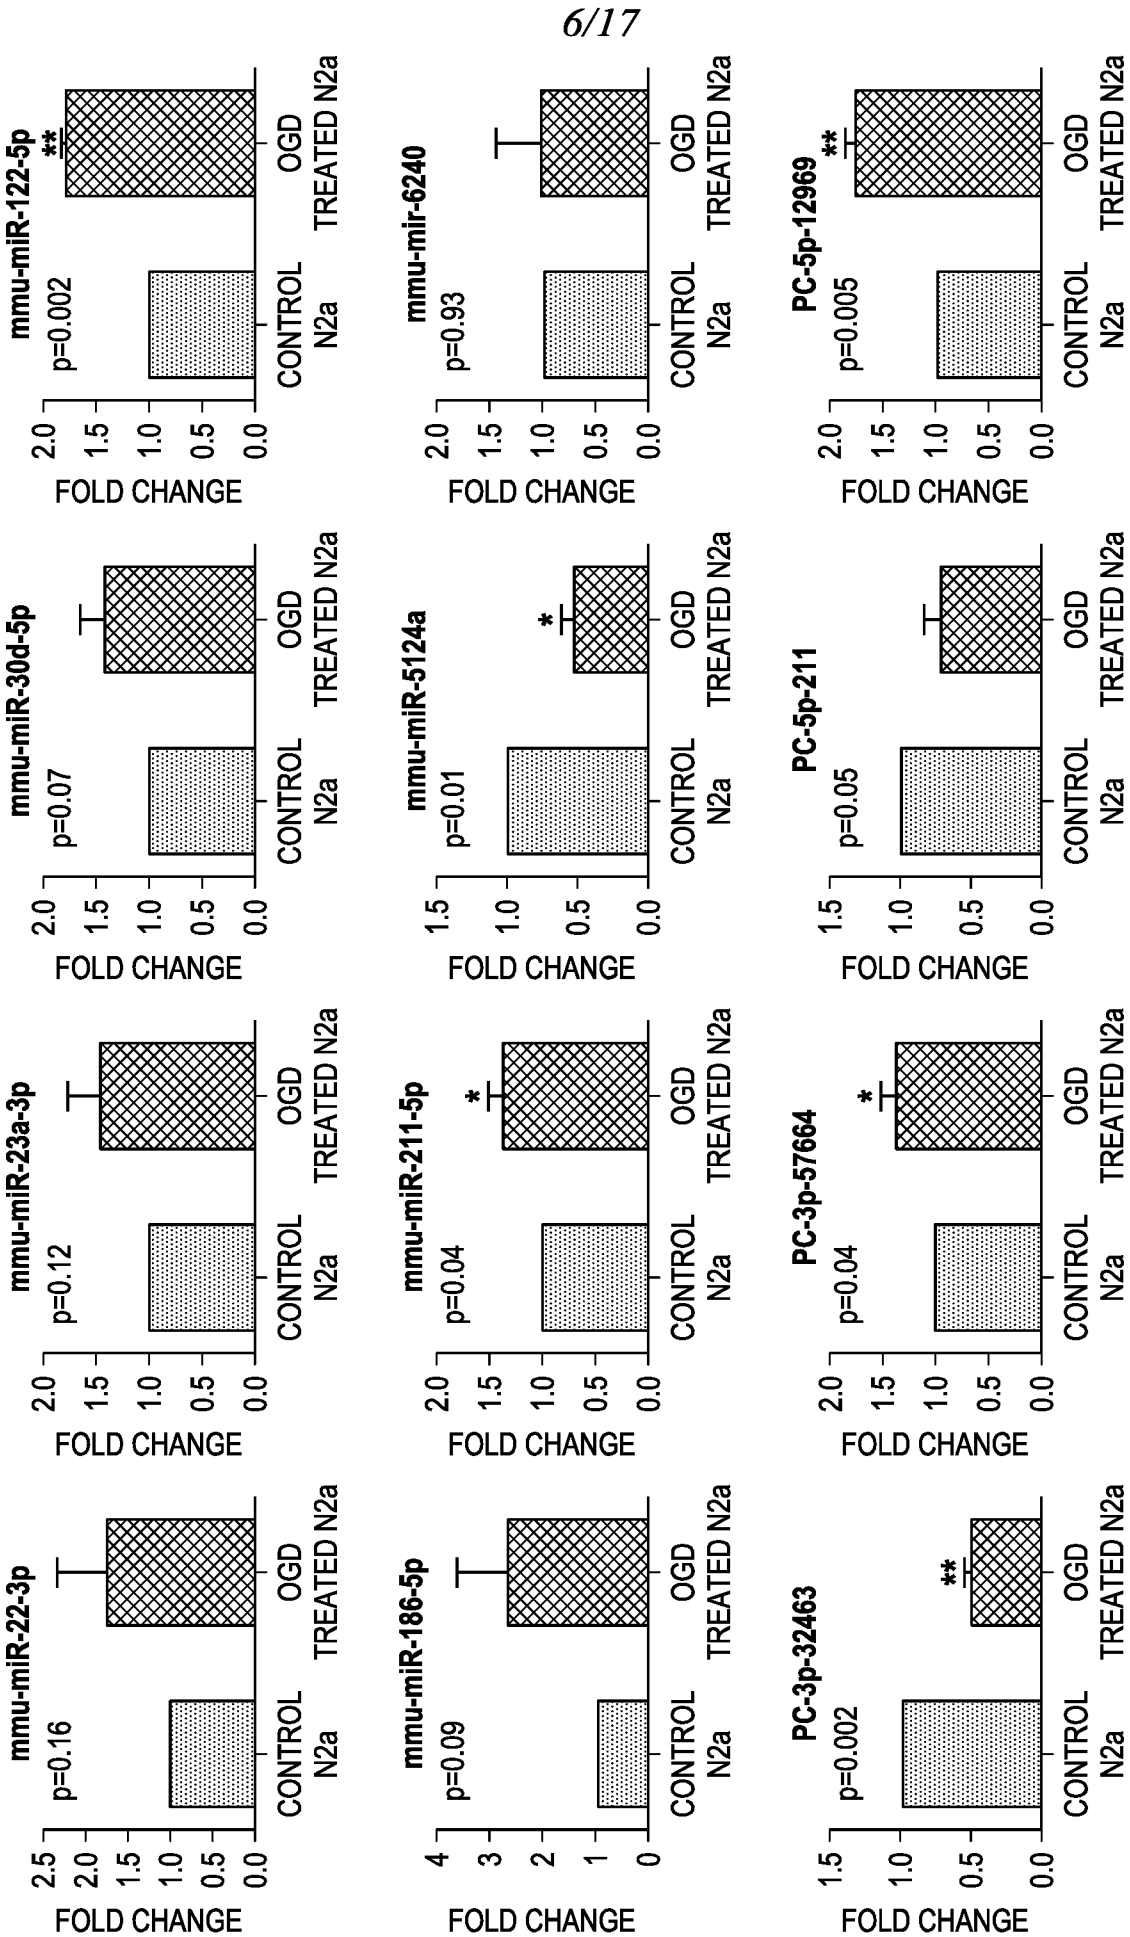 6/17
mmu-miR-22-3p
p=0.16
FOLD CHANGE
2.5
2.0
1.5
1.0
0.5
0.0
CONTROL
N2a
OGD
TREATED N2a
mmu-miR-23a-3p
p=0.12
FOLD CHANGE
2.0
1.5
1.0
0.5
0.0
CONTROL
N2a
OGD
TREATED N2a
mmu-miR-30d-5p
p=0.07
FOLD CHANGE
2.0
1.5
1.0
0.5
0.0
CONTROL
N2a
OGD
TREATED N2a
mmu-miR-122-5p
p=0.002
**
FOLD CHANGE
2.0
1.5
1.0
0.5
0.0
CONTROL
N2a
OGD
TREATED N2a
mmu-miR-186-5p
p=0.09
FOLD CHANGE
4
3
2
1
0
CONTROL
N2a
OGD
TREATED N2a
mmu-miR-211-5p
p=0.04
*
FOLD CHANGE
2.0
1.5
1.0
0.5
0.0
CONTROL
N2a
OGD
TREATED N2a
mmu-miR-5124a
p=0.01
*
FOLD CHANGE
1.5
1.0
0.5
0.0
CONTROL
N2a
OGD
TREATED N2a
mmu-mir-6240
p=0.93
FOLD CHANGE
2.0
1.5
1.0
0.5
0.0
CONTROL
N2a
OGD
TREATED N2a
PC-3p-32463
p=0.002
**
FOLD CHANGE
1.5
1.0
0.5
0.0
CONTROL
N2a
OGD
TREATED N2a
PC-3p-57664
p=0.04
*
FOLD CHANGE
2.0
1.5
1.0
0.5
0.0
CONTROL
N2a
OGD
TREATED N2a
PC-5p-211
p=0.05
FOLD CHANGE
1.5
1.0
0.5
0.0
CONTROL
N2a
OGD
TREATED N2a
PC-5p-12969
p=0.005
**
FOLD CHANGE
2.0
1.5
1.0
0.5
0.0
CONTROL
N2a
OGD
TREATED N2a